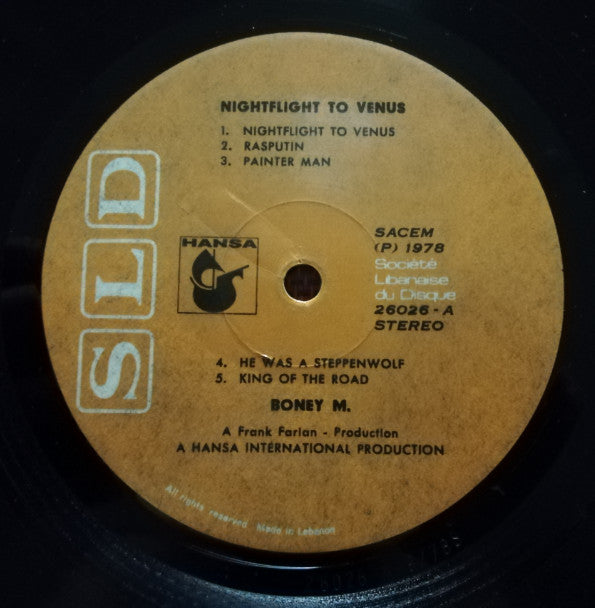 NIGHTFLIGHT TO VENUS
1. NIGHTFLIGHT TO VENUS
2. RASPUTIN
3. PAINTER MAN
SLD
HANSA
SACEM
(P) 1978
Société
Libanaise
du Disque
26026-A
STEREO
4. HE WAS A STEPPENWOLF
5. KING OF THE ROAD
BONEY M.
A Frank Farian - Production
A HANSA INTERNATIONAL PRODUCTION
All rights reserved. Made in Lebanon